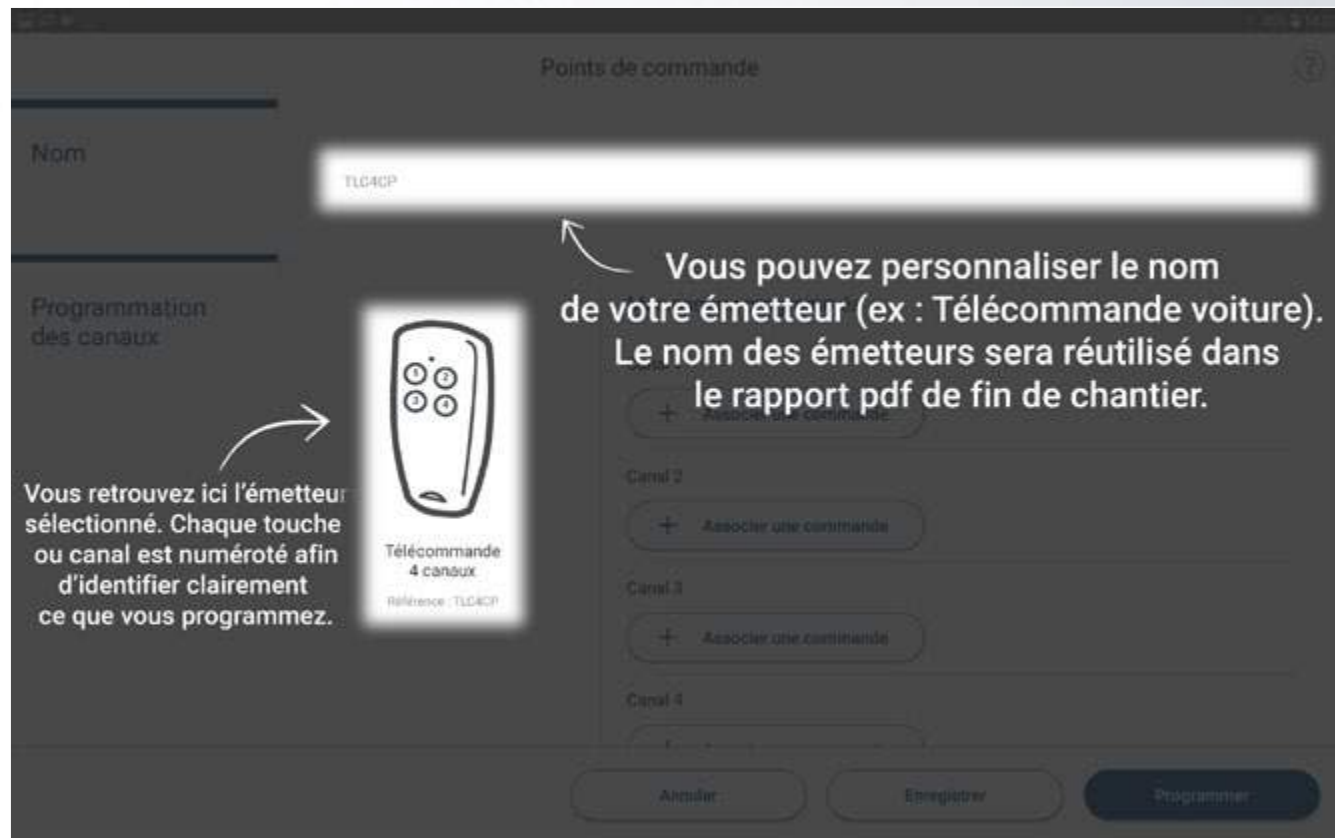 Points de commande
?
Nom
TLC4CP
Vous pouvez personnaliser le nom
de votre émetteur (ex : Télécommande voiture).
Le nom des émetteurs sera réutilisé dans
le rapport pdf de fin de chantier.
Programmation
des canaux
1 2
3 4
Vous retrouvez ici l'émetteur
sélectionné. Chaque touche
ou canal est numéroté afin
d'identifier clairement
ce que vous programmez.
Télécommande
4 canaux
Référence : TLC4CP
+ Associer une commande
Canal 2
+ Associer une commande
Canal 3
+ Associer une commande
Canal 4
Annuler
Enregistrer
Programmer